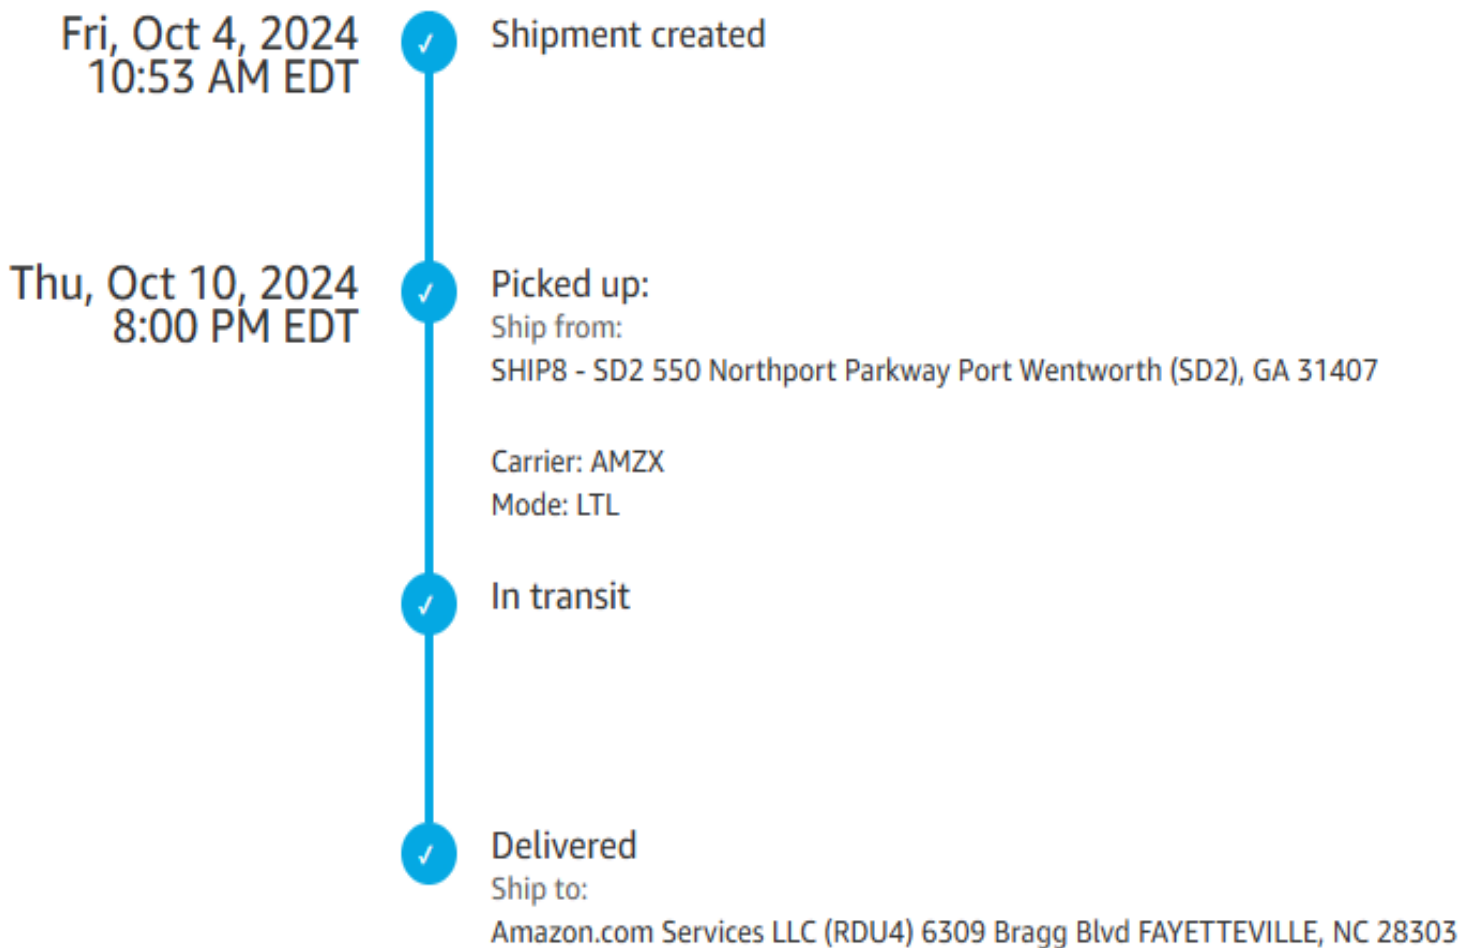 Fri, Oct 4, 2024
10:53 AM EDT
Shipment created
Thu, Oct 10, 2024
8:00 PM EDT
Picked up:
Ship from:
SHIP8 - SD2 550 Northport Parkway Port Wentworth (SD2), GA 31407
Carrier: AMZX
Mode: LTL
In transit
Delivered
Ship to:
Amazon.com Services LLC (RDU4) 6309 Bragg Blvd FAYETTEVILLE, NC 28303